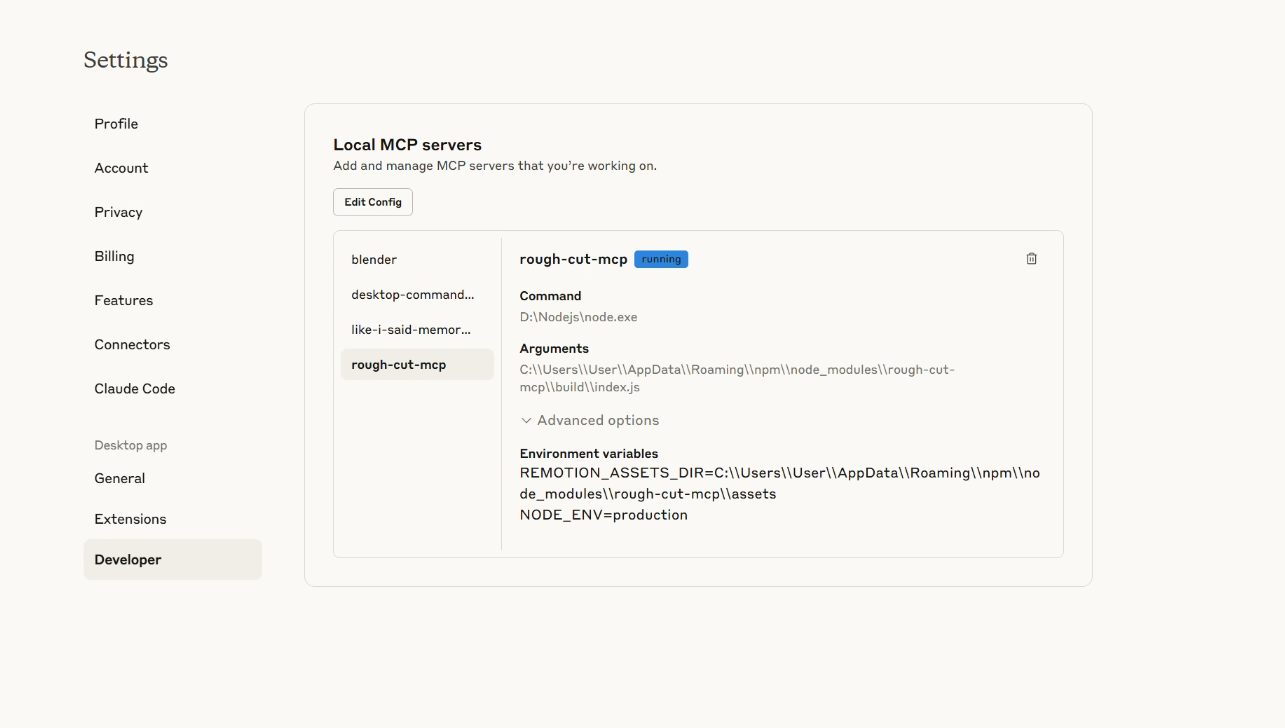 Settings
Profile
Account
Privacy
Billing
Features
Connectors
Claude Code
Desktop app
General
Extensions
Developer
Local MCP servers
Add and manage MCP servers that you're working on.
Edit Config
blender
desktop-command...
like-i-said-memor...
rough-cut-mcp
rough-cut-mcp running
Command
D:\Nodejs\node.exe
Arguments
C:\\Users\\User\\AppData\\Roaming\\npm\\node_modules\\rough-cut-
mcp\\build\\index.js
Advanced options
Environment variables
REMOTION_ASSETS_DIR=C:\\Users\\User\\AppData\\Roaming\\npm\\no
de_modules\\rough-cut-mcp\\assets
NODE_ENV=production